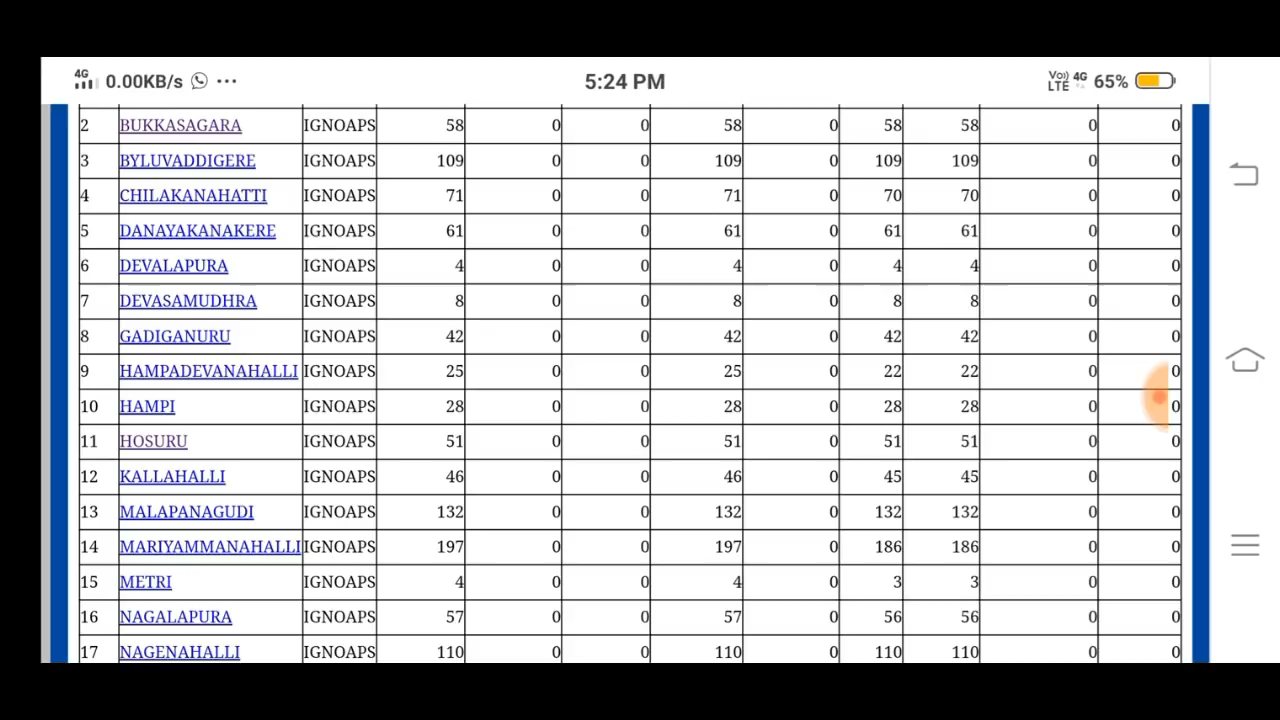 4G 0.00KB/s ... 5:24 PM Vo)) LTE 4G 65%
2 BUKKASAGARA IGNOAPS 58 0 0 58 0 58 58 0 0
3 BYLUVADDIGERE IGNOAPS 109 0 0 109 0 109 109 0 0
4 CHILAKANAHATTI IGNOAPS 71 0 0 71 0 70 70 0 0
5 DANAYAKANAKERE IGNOAPS 61 0 0 61 0 61 61 0 0
6 DEVALAPURA IGNOAPS 4 0 0 4 0 4 4 0 0
7 DEVASAMUDHRA IGNOAPS 8 0 0 8 0 8 8 0 0
8 GADIGANURU IGNOAPS 42 0 0 42 0 42 42 0 0
9 HAMPADEVANAHALLI IGNOAPS 25 0 0 25 0 22 22 0 0
10 HAMPI IGNOAPS 28 0 0 28 0 28 28 0 0
11 HOSURU IGNOAPS 51 0 0 51 0 51 51 0 0
12 KALLAHALLI IGNOAPS 46 0 0 46 0 45 45 0 0
13 MALAPANAGUDI IGNOAPS 132 0 0 132 0 132 132 0 0
14 MARIYAMMANAHALLI IGNOAPS 197 0 0 197 0 186 186 0 0
15 METRI IGNOAPS 4 0 0 4 0 3 3 0 0
16 NAGALAPURA IGNOAPS 57 0 0 57 0 56 56 0 0
17 NAGENAHALLI IGNOAPS 110 0 0 110 0 110 110 0 0